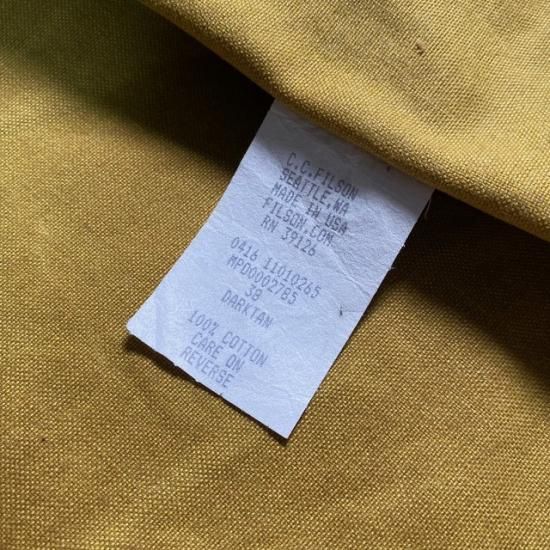 C.C.FILSON
SEATTLE,WA
MADE IN USA
FILSON.COM
RN 39126
0416 11010265
MPD0002785
38
DARKTAN
100% COTTON
CARE ON
REVERSE